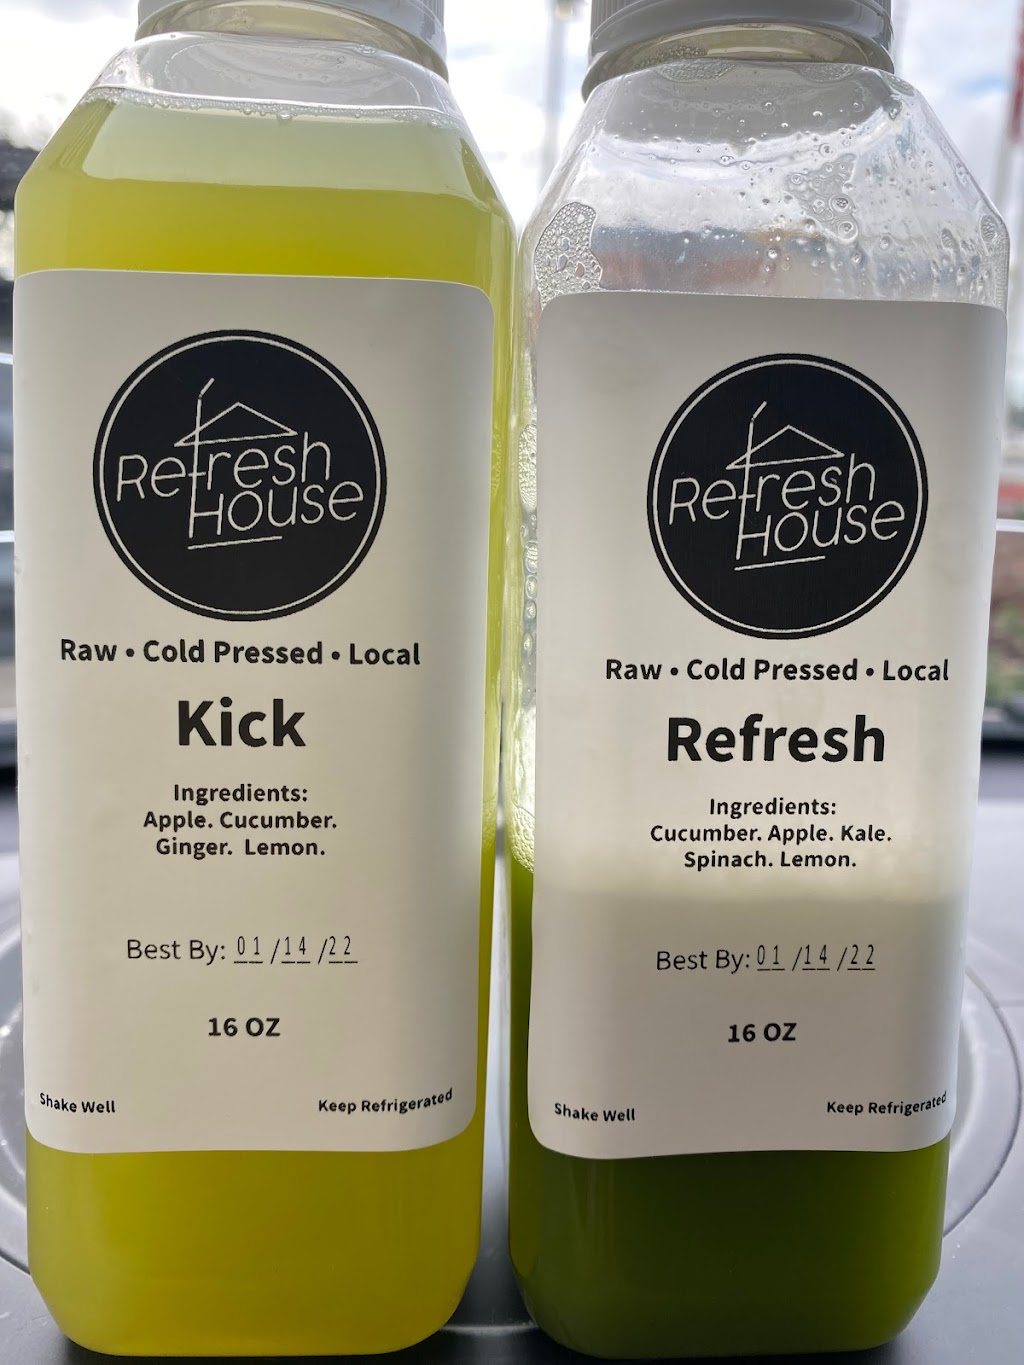 Refresh
House
Raw • Cold Pressed • Local
Kick
Ingredients:
Apple. Cucumber.
Ginger. Lemon.
Best By: 01/14/22
16 OZ
Shake Well
Keep Refrigerated
Refresh
House
Raw • Cold Pressed • Local
Refresh
Ingredients:
Cucumber. Apple. Kale.
Spinach. Lemon.
Best By: 01/14/22
16 OZ
Shake Well
Keep Refrigerated